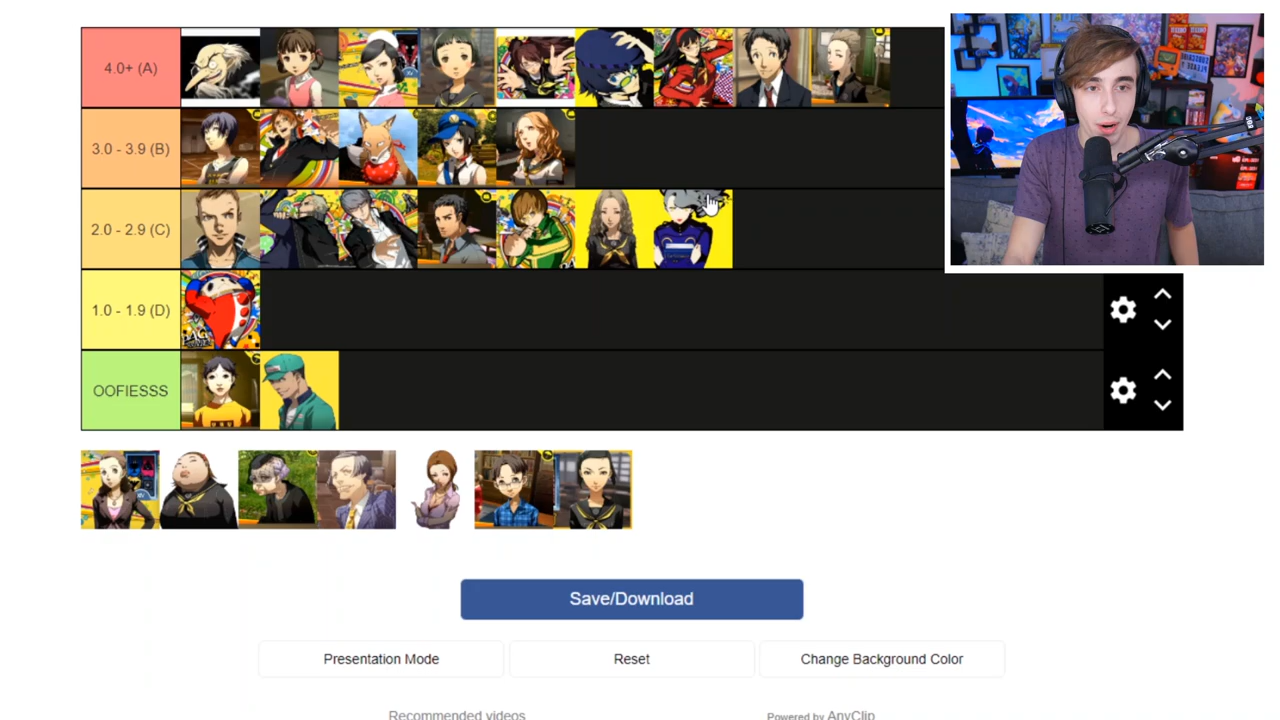 4.0+ (A)
3.0 - 3.9 (B)
2.0 - 2.9 (C)
1.0 - 1.9 (D)
OOFIESSS
Save/Download
Presentation Mode
Reset
Change Background Color
Recommended videos
Powered by AnyClip